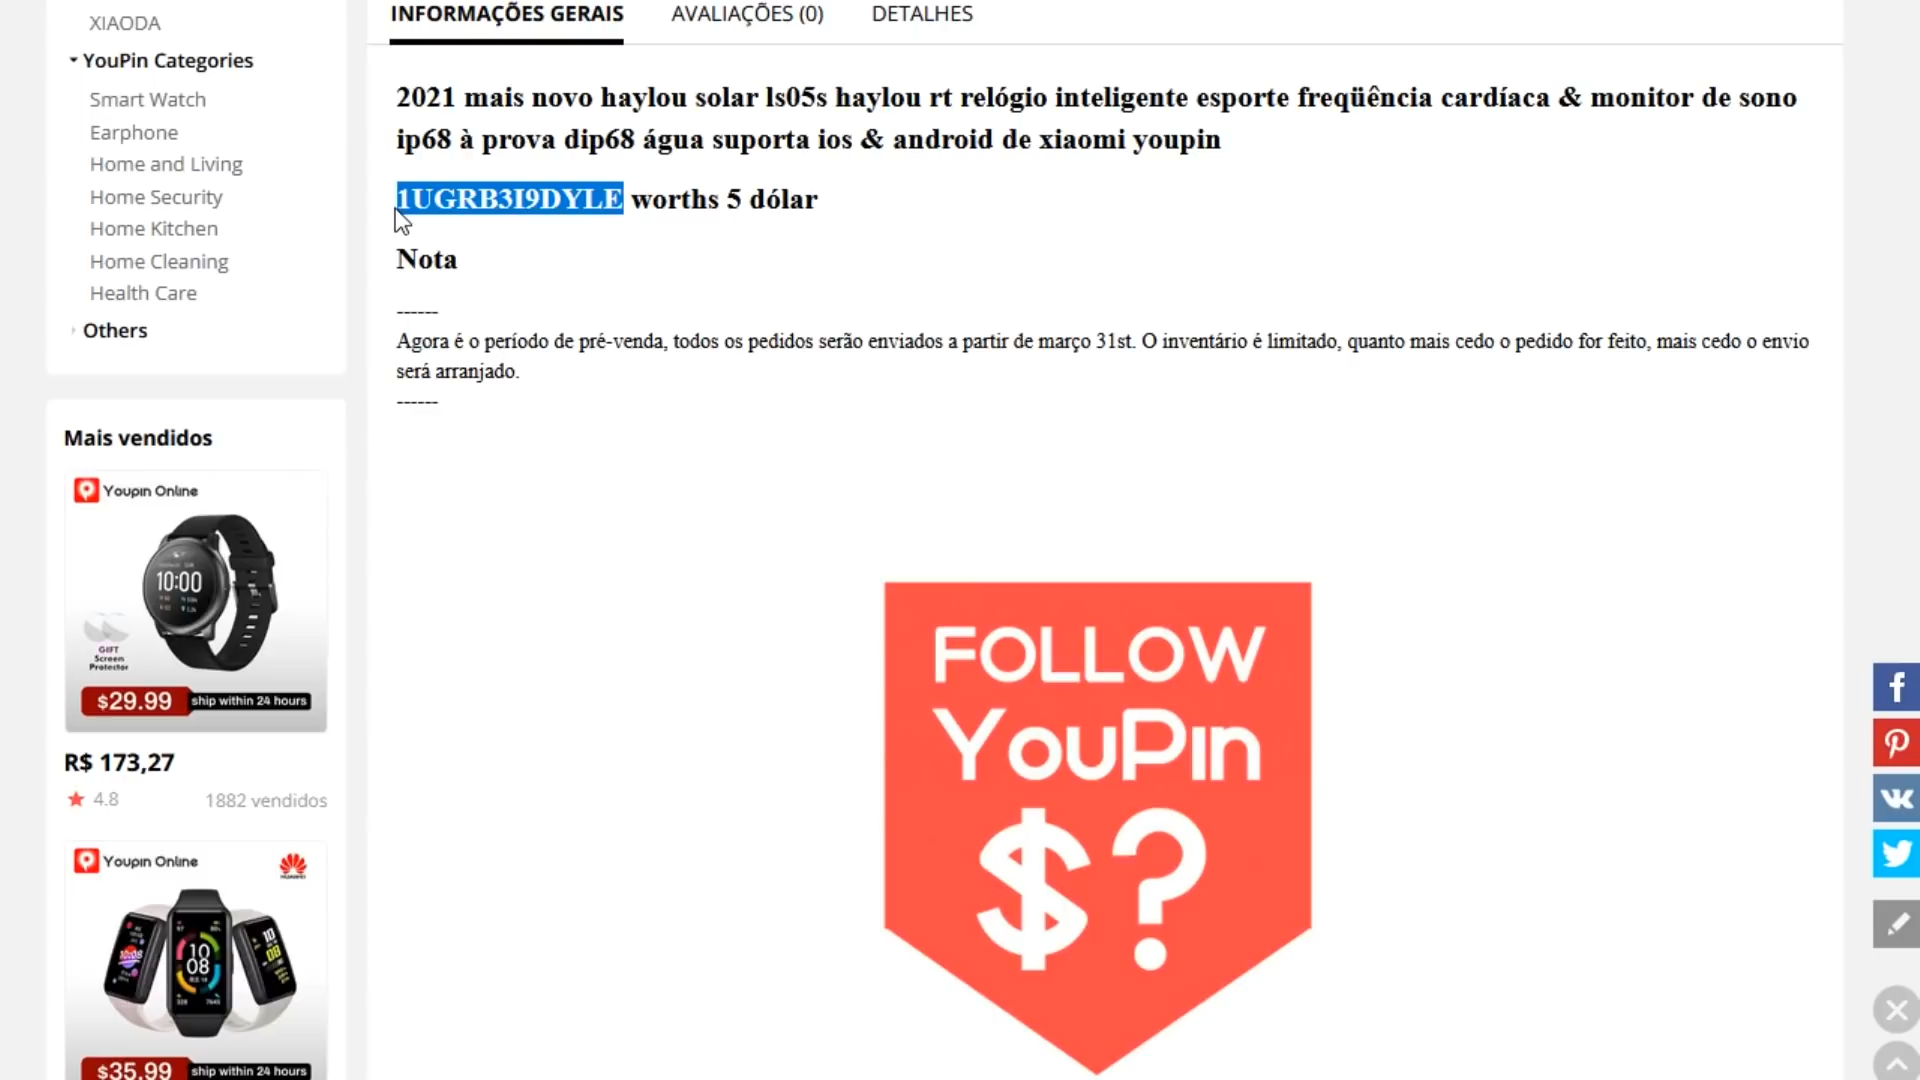 XIAODA
YouPin Categories
Smart Watch
Earphone
Home and Living
Home Security
Home Kitchen
Home Cleaning
Health Care
Others
Mais vendidos
Youpin Online
10:00
GIFT
Screen
Protector
$29.99 ship within 24 hours
R$ 173,27
4.8 1882 vendidos
Youpin Online
HUAWEI
10
08
$35.99 ship within 24 hours
INFORMAÇÕES GERAIS AVALIAÇÕES (0) DETALHES
2021 mais novo haylou solar ls05s haylou rt relógio inteligente esporte freqüência cardíaca & monitor de sono
ip68 à prova dip68 água suporta ios & android de xiaomi youpin
1UGRB3I9DYLE worths 5 dólar
Nota
------
Agora é o período de pré-venda, todos os pedidos serão enviados a partir de março 31st. O inventário é limitado, quanto mais cedo o pedido for feito, mais cedo o envio
será arranjado.
------
FOLLOW
YouPin
$?